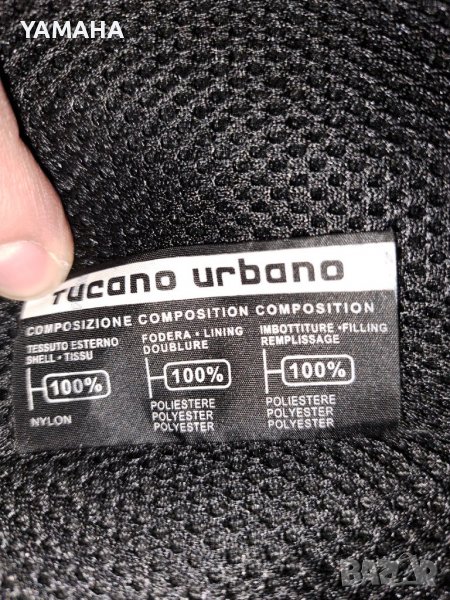 YAMAHA
Tucano urbano
COMPOSIZIONE COMPOSITION COMPOSITION
TESSUTO ESTERNO
SHELL • TISSU
100%
NYLON
FODERA • LINING
DOUBLURE
100%
POLIESTERE
POLYESTER
POLYESTER
IMBOTTITURE •FILLING
REMPLISSAGE
100%
POLIESTERE
POLYESTER
POLYESTER